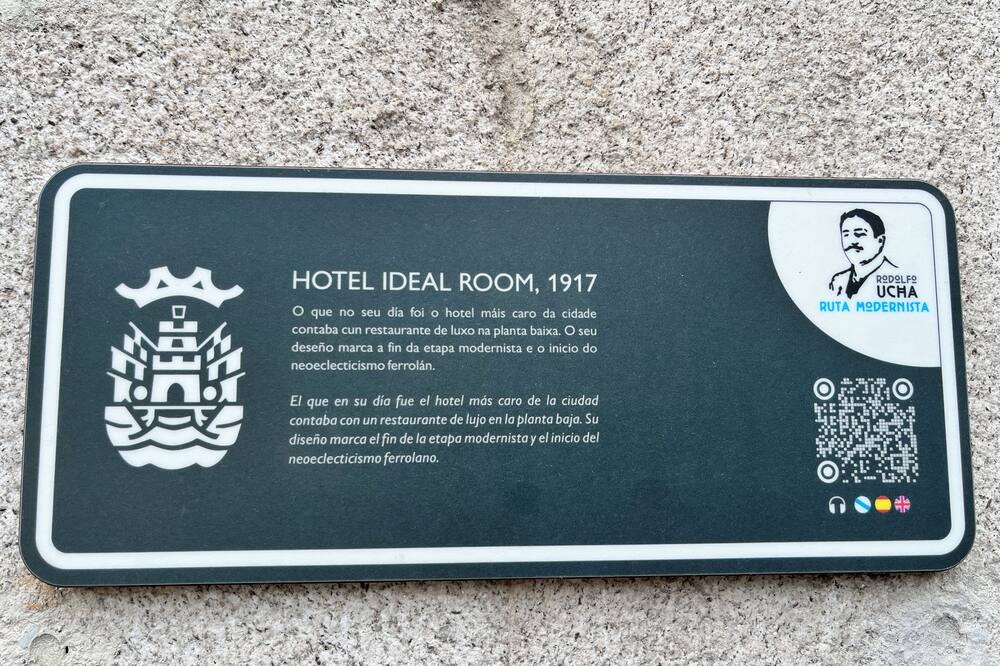 HOTEL IDEAL ROOM, 1917
O que no seu día foi o hotel máis caro da cidade
contaba cun restaurante de luxo na planta baixa. O seu
deseño marca a fin da etapa modernista e o inicio do
neoeclecticismo ferrolán.
El que en su día fue el hotel más caro de la ciudad
contaba con un restaurante de lujo en la planta baja. Su
diseño marca el fin de la etapa modernista y el inicio del
neoeclecticismo ferrolano.
RODOLFO
UCHA
RUTA MODERNISTA